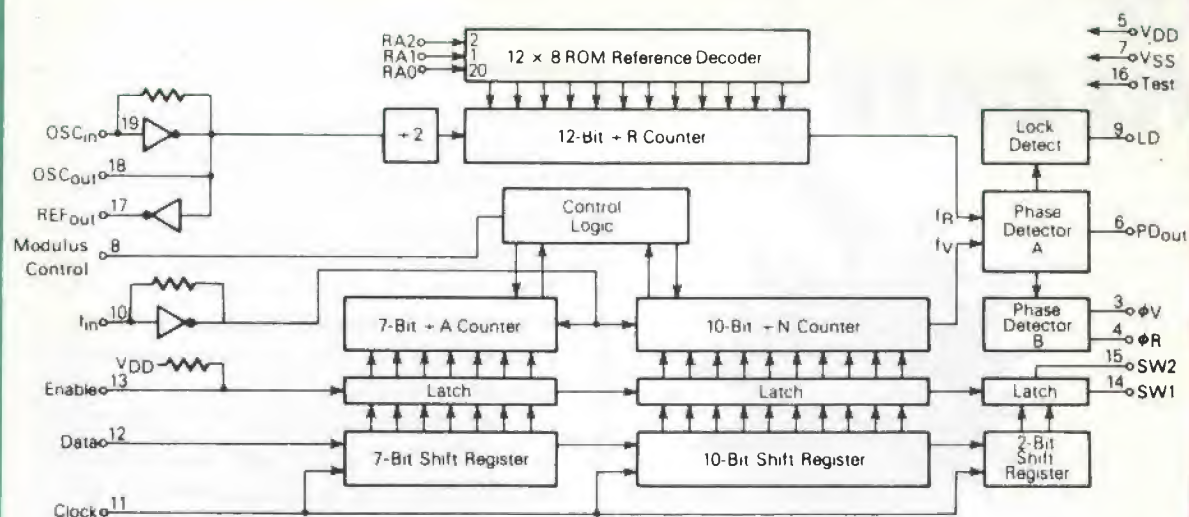 RA2 2
RA1 1
RA0 20
12 × 8 ROM Reference Decoder
5 VDD
7 VSS
16 Test
OSCin 19
÷ 2
12-Bit ÷ R Counter
Lock
Detect
9 LD
OSCout 18
REFout 17
Control
Logic
fR
fV
Phase
Detector
A
6 PDout
Modulus
Control
8
fin 10
7-Bit ÷ A Counter
10-Bit ÷ N Counter
Phase
Detector
B
3 ϕV
4 ϕR
VDD
15 SW2
Enable 13
Latch
Latch
Latch
14 SW1
Data 12
7-Bit Shift Register
10-Bit Shift Register
2-Bit
Shift
Register
Clock 11